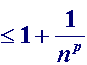 ≤ 1 + 1/n^p